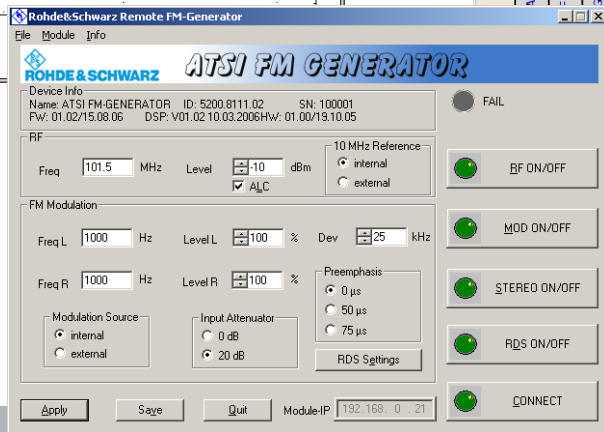 Rohde&Schwarz Remote FM-Generator
File Module Info
ROHDE & SCHWARZ
ATSI FM GENERATOR
Device Info
Name: ATSI FM-GENERATOR ID: 5200.8111.02 SN: 100001
FW: 01.02/15.08.06 DSP: V01.02 10.03.2006HW: 01.00/19.10.05
FAIL
RF
Freq 101.5 MHz Level -10 dBm
ALC
10 MHz Reference
internal
external
RF ON/OFF
FM Modulation
Freq L 1000 Hz Level L 100 % Dev 25 kHz
MOD ON/OFF
Freq R 1000 Hz Level R 100 %
Preemphasis
0 µs
50 µs
75 µs
STEREO ON/OFF
Modulation Source
internal
external
Input Attenuator
0 dB
20 dB
RDS Settings
RDS ON/OFF
Apply Save Quit Module-IP 192.168. 0 . 21
CONNECT